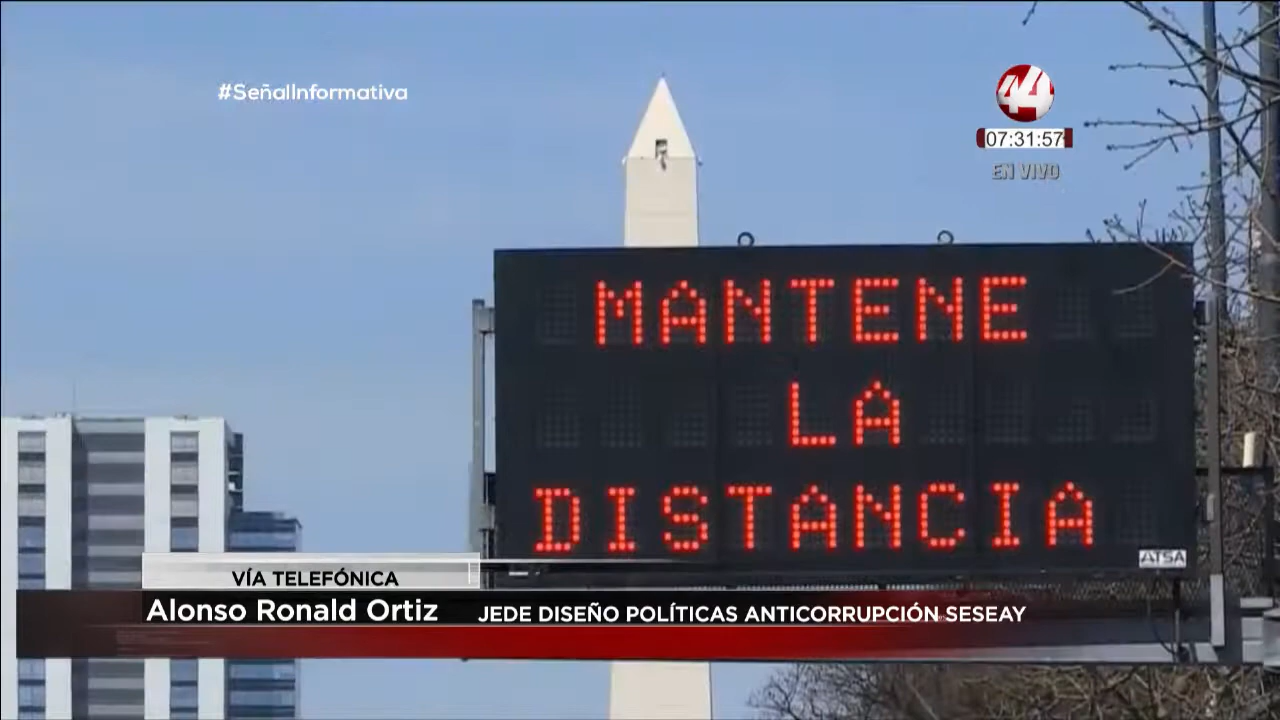 #SeñalInformativa
44
07:31:57
EN VIVO
MANTENE
LA
DISTANCIA
ATSA
VÍA TELEFÓNICA
Alonso Ronald Ortiz
JEDE DISEÑO POLÍTICAS ANTICORRUPCIÓN SESEAY